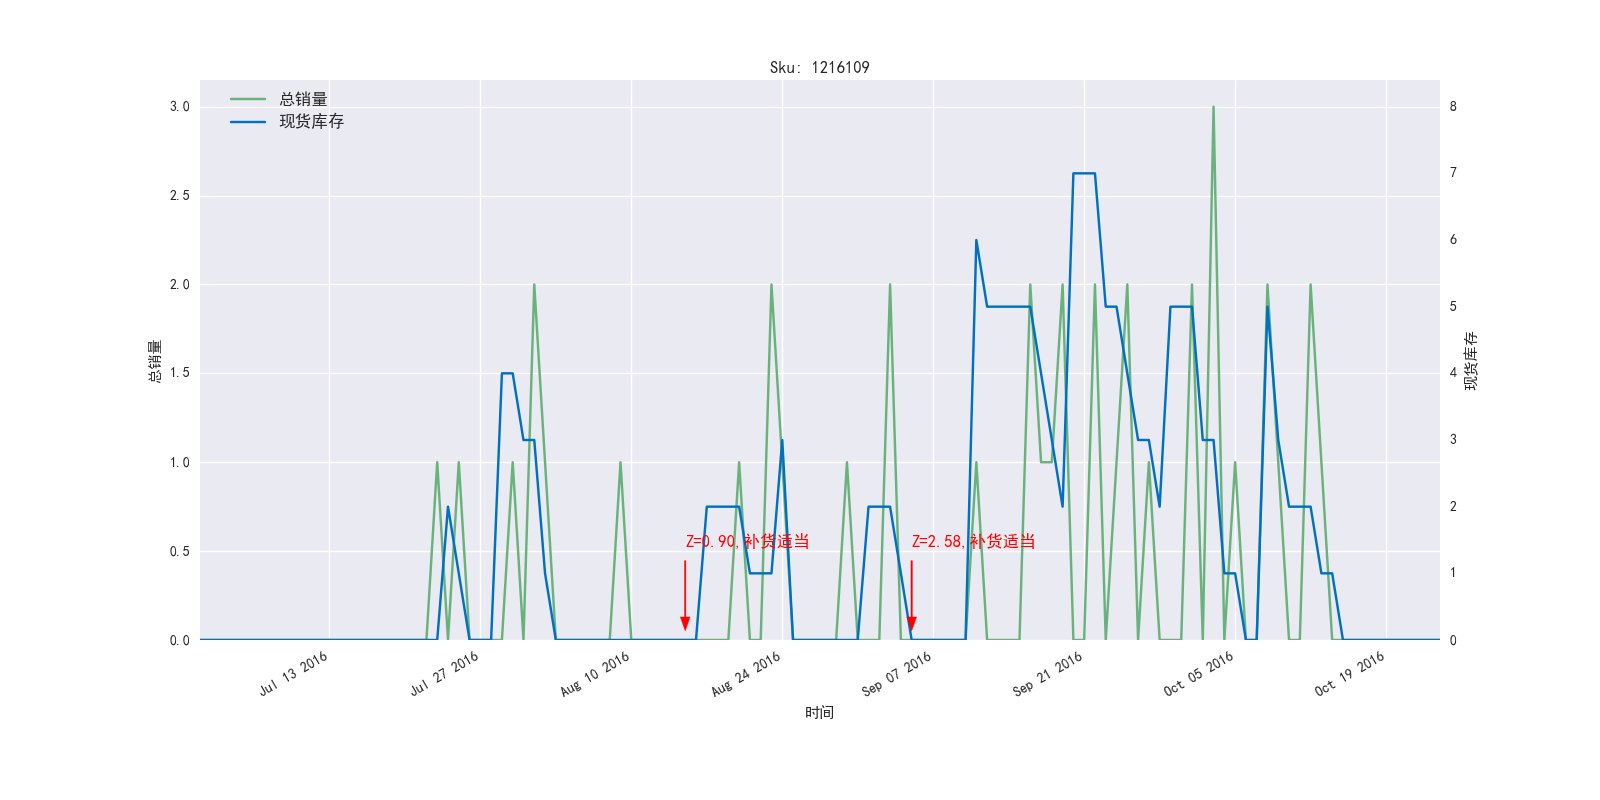 Sku: 1216109
总销量
现货库存
3.0
2.5
2.0
1.5
1.0
0.5
0.0
总销量
8
7
6
5
4
3
2
1
0
现货库存
Z=0.90,补货适当
Z=2.58,补货适当
Jul 13 2016
Jul 27 2016
Aug 10 2016
Aug 24 2016
Sep 07 2016
Sep 21 2016
Oct 05 2016
Oct 19 2016
时间